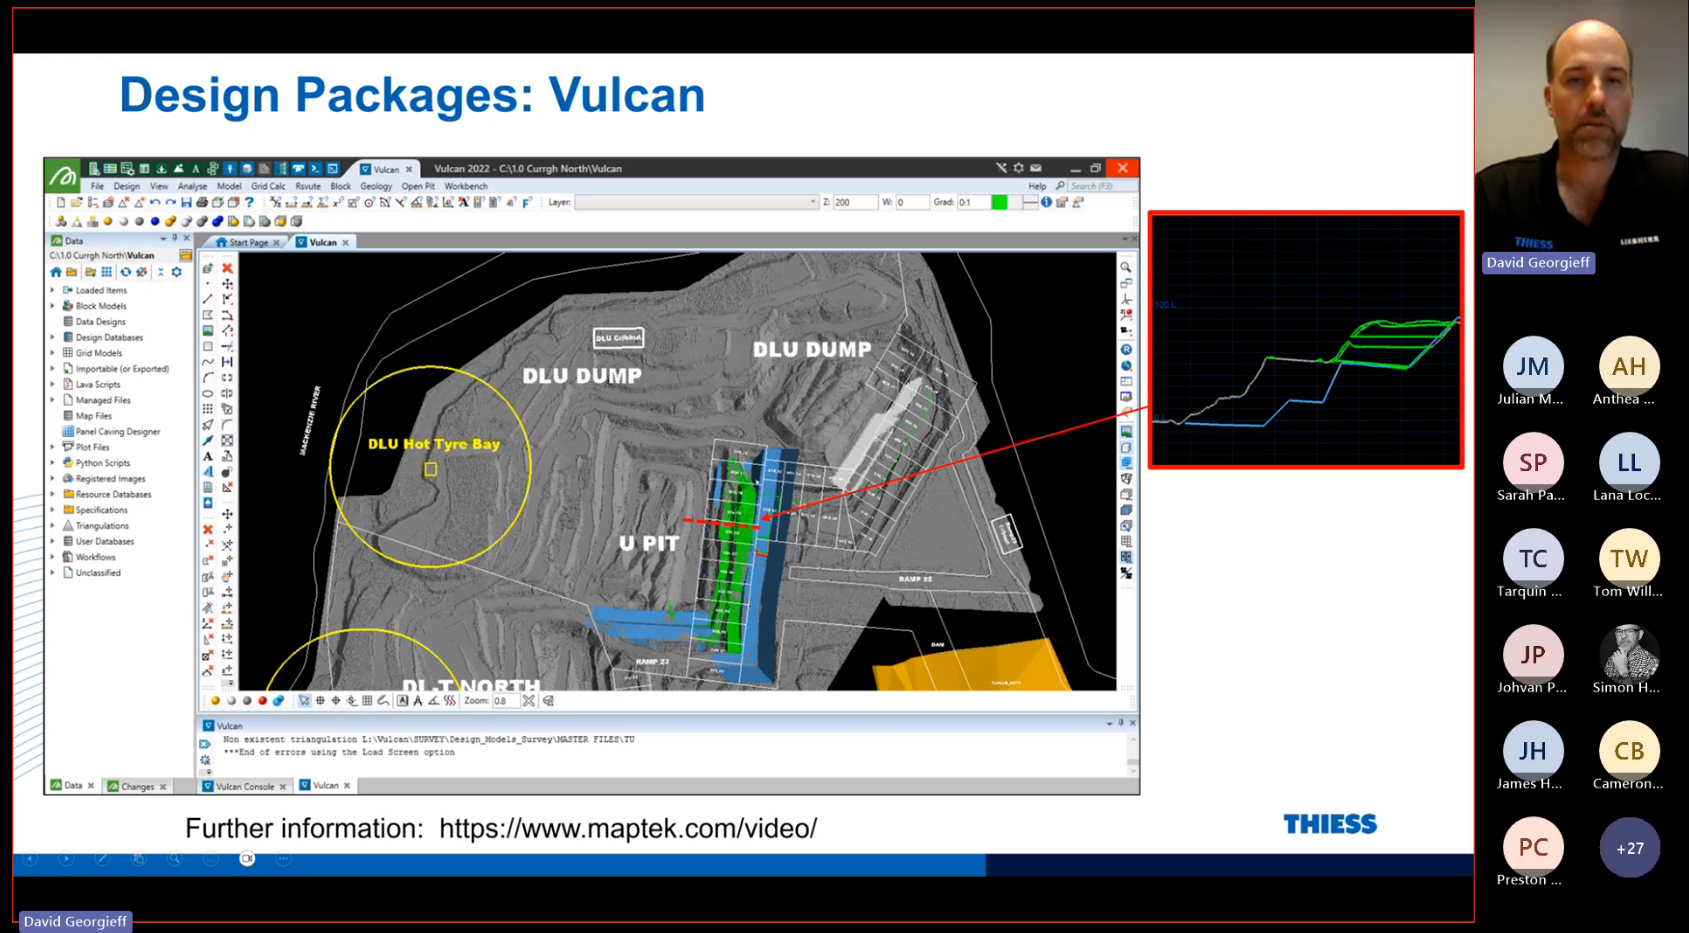 Design Packages: Vulcan
Vulcan
Vulcan 2022 - C:\1.0 Currgh North\Vulcan
File Design View Analyse Model Grid Calc Rsvute Block Geology Open Pit Workbench
Help Search (F3)
Layer: Z: 200 W: 0 Grad: 0:1
Data
C:\1.0 Currgh North\Vulcan
Start Page
Vulcan
Loaded Items
Block Models
Data Designs
Design Databases
Grid Models
Importable (or Exported)
Lava Scripts
Managed Files
Map Files
Panel Caving Designer
Plot Files
Python Scripts
Registered Images
Resource Databases
Specifications
Triangulations
User Databases
Workflows
Unclassified
MACKENZIE RIVER
DLU DUMP
DLU DUMP
DLU Hot Tyre Bay
U PIT
RAMP 25
RAMP 23
DAM
DL-T NORTH
Zoom: 0.8
Vulcan
Non existent triangulation L:\Vulcan\SURVEY\Design_Models_Survey\MASTER FILES\TU
***End of errors using the Load Screen option
Data
Changes
Vulcan Console
Vulcan
100 L
0 L
Further information: https://www.maptek.com/video/
THIESS
David Georgieff
THIESS
LIEBHERR
David Georgieff
JM
AH
Julian M...
Anthea ...
SP
LL
Sarah Pa...
Lana Loc...
TC
TW
Tarquin ...
Tom Will...
JP
Johvan P...
Simon H...
JH
CB
James H...
Cameron...
PC
+27
Preston ...